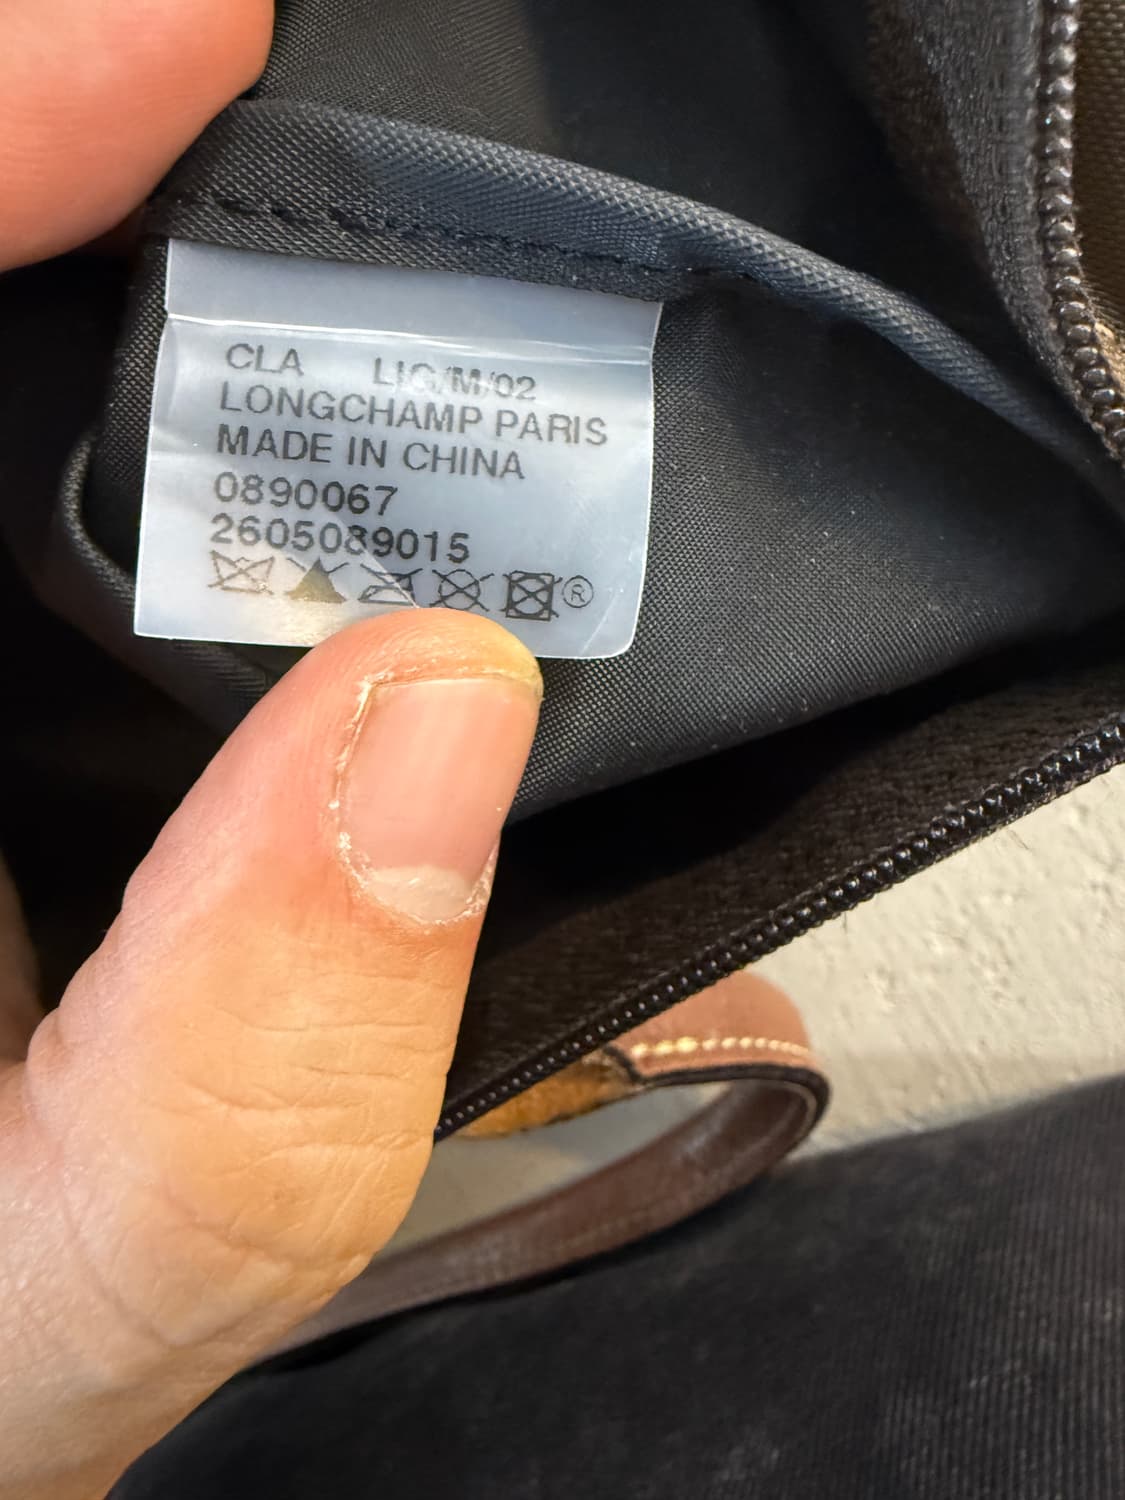 CLA LIG/M/02
LONGCHAMP PARIS
MADE IN CHINA
0890067
2605089015
®